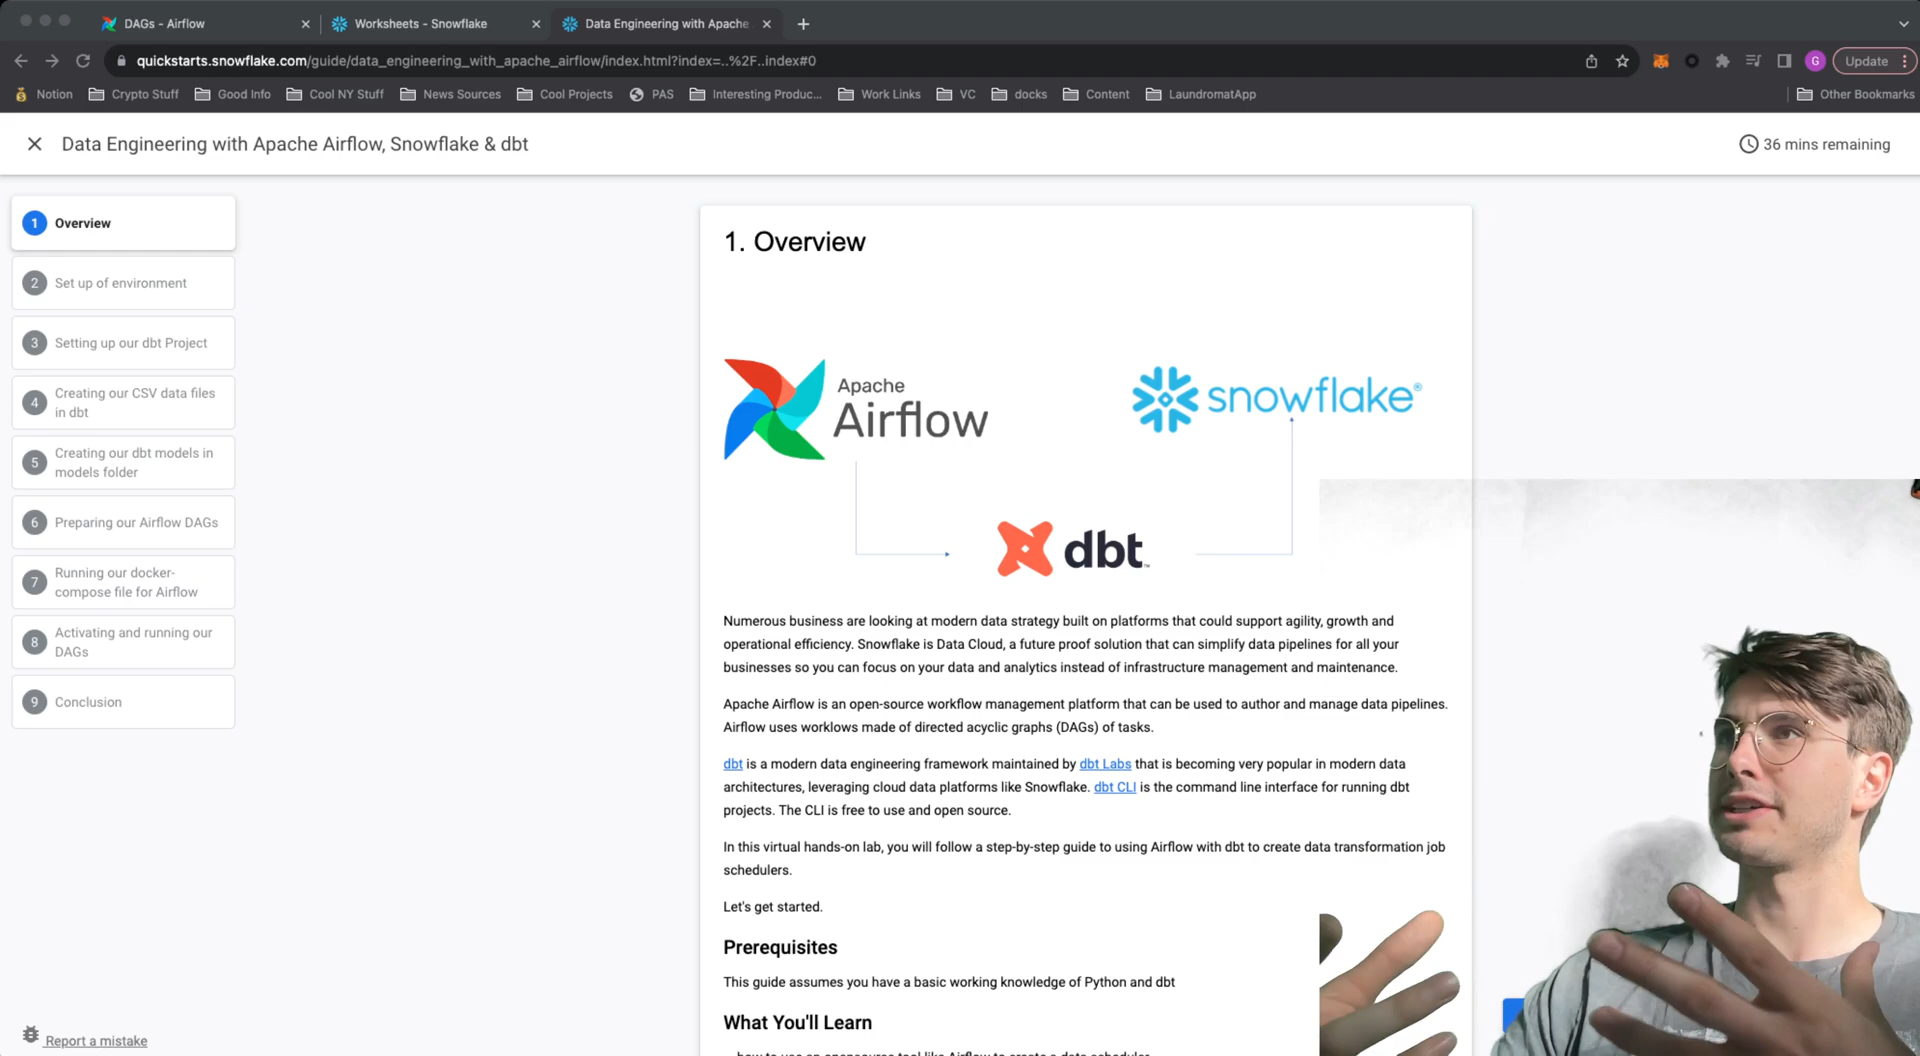 DAGs - Airflow
Worksheets - Snowflake
Data Engineering with Apache
quickstarts.snowflake.com/guide/data_engineering_with_apache_airflow/index.html?index=..%2F..index#0
G
Update
Notion
Crypto Stuff
Good Info
Cool NY Stuff
News Sources
Cool Projects
PAS
Interesting Produc...
Work Links
VC
docks
Content
LaundromatApp
Other Bookmarks
Data Engineering with Apache Airflow, Snowflake & dbt
36 mins remaining
1 Overview
2 Set up of environment
3 Setting up our dbt Project
4 Creating our CSV data files
in dbt
5 Creating our dbt models in
models folder
6 Preparing our Airflow DAGs
7 Running our docker-
compose file for Airflow
8 Activating and running our
DAGs
9 Conclusion
Report a mistake
1. Overview
Apache
Airflow
snowflake®
dbt™
Numerous business are looking at modern data strategy built on platforms that could support agility, growth and
operational efficiency. Snowflake is Data Cloud, a future proof solution that can simplify data pipelines for all your
businesses so you can focus on your data and analytics instead of infrastructure management and maintenance.
Apache Airflow is an open-source workflow management platform that can be used to author and manage data pipelines.
Airflow uses worklows made of directed acyclic graphs (DAGs) of tasks.
dbt is a modern data engineering framework maintained by dbt Labs that is becoming very popular in modern data
architectures, leveraging cloud data platforms like Snowflake. dbt CLI is the command line interface for running dbt
projects. The CLI is free to use and open source.
In this virtual hands-on lab, you will follow a step-by-step guide to using Airflow with dbt to create data transformation job
schedulers.
Let's get started.
Prerequisites
This guide assumes you have a basic working knowledge of Python and dbt
What You'll Learn
how to use an opensource tool like Airflow to create a data scheduler